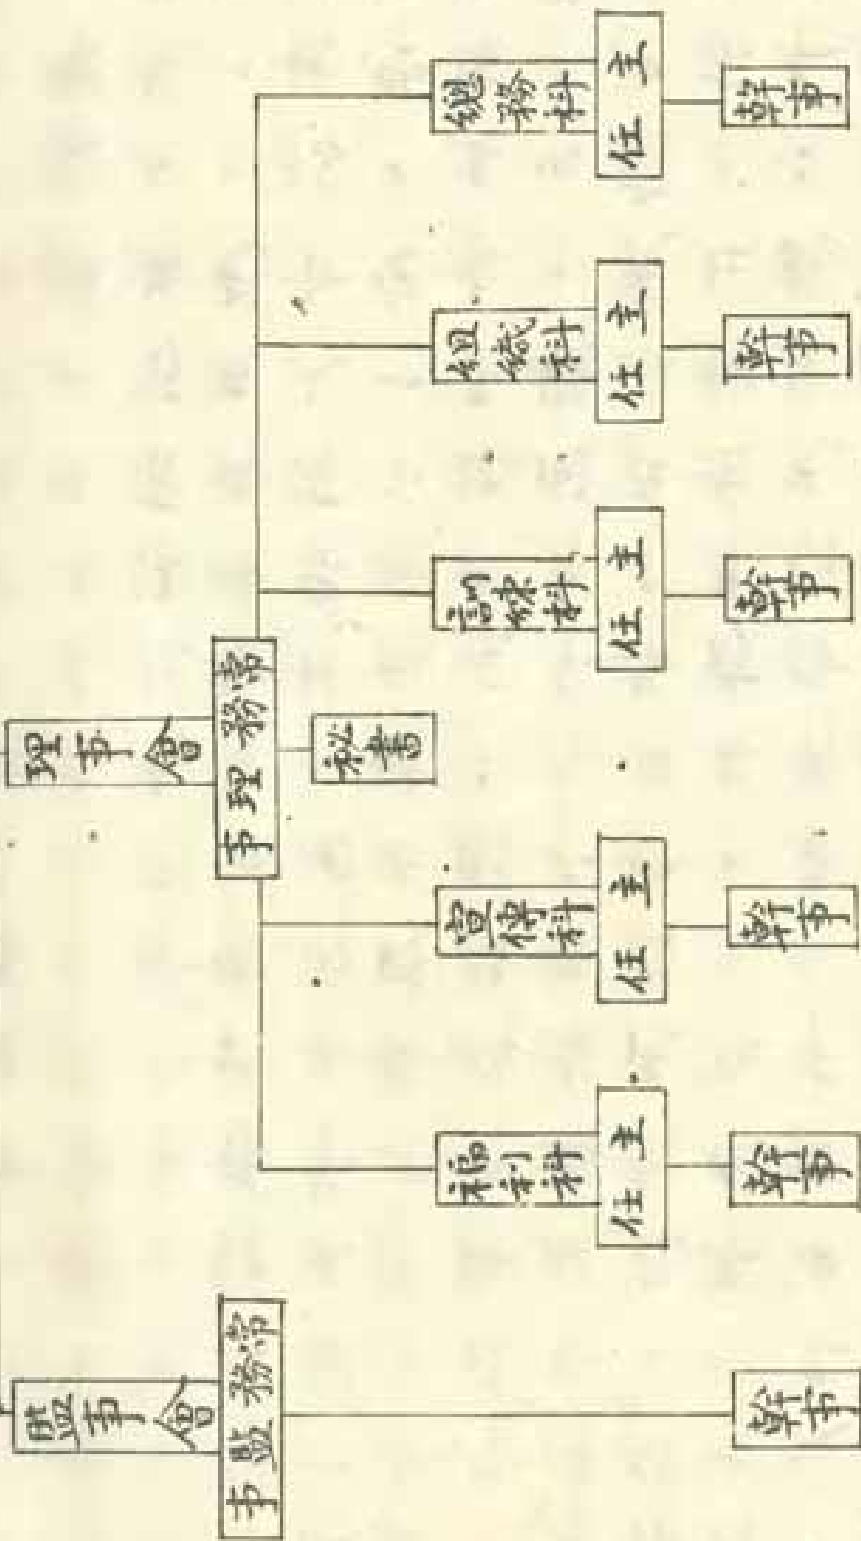 理事會
常務理事
秘書
總務科
主任
幹事
組織科
主任
幹事
訓練科
主任
幹事
宣傳科
主任
幹事
福利科
主任
幹事
監事會
常務監事
幹事